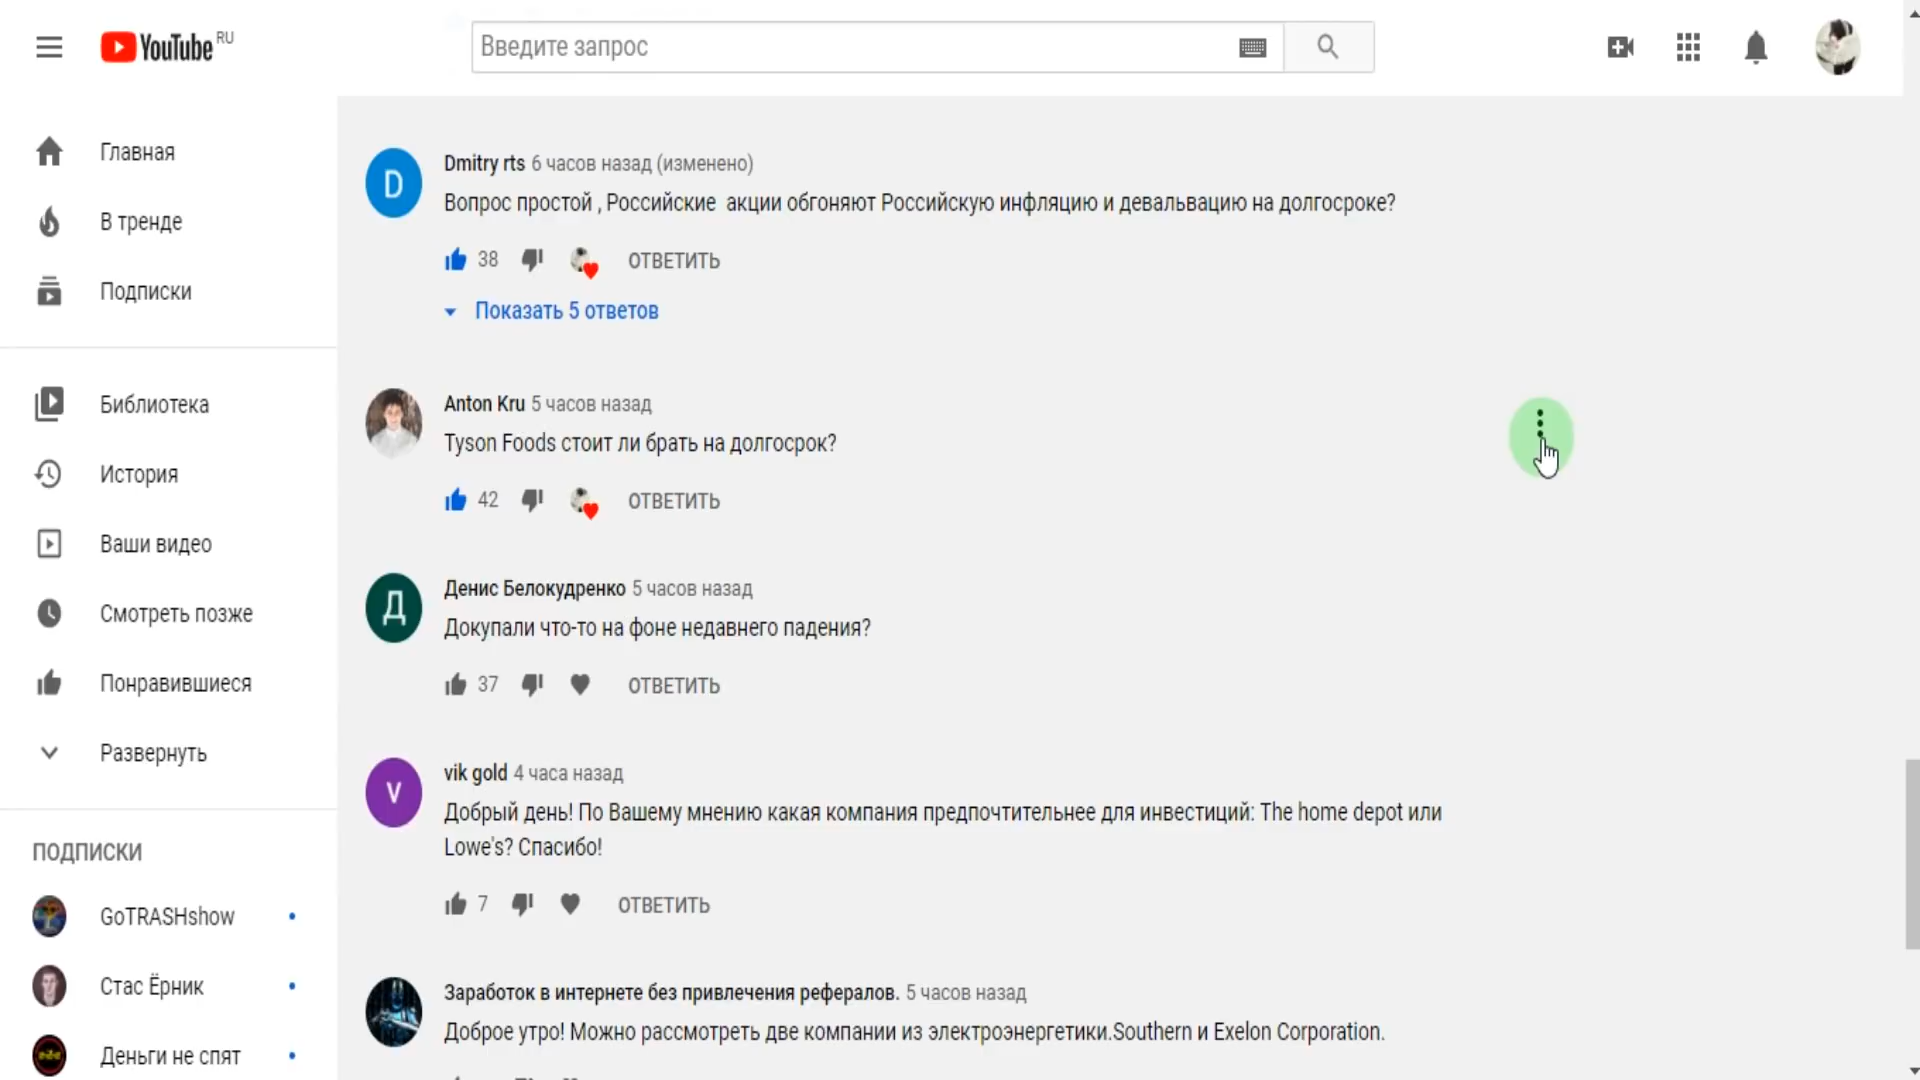 YouTube RU
Введите запрос
Главная
В тренде
Подписки
Библиотека
История
Ваши видео
Смотреть позже
Понравившиеся
Развернуть
ПОДПИСКИ
GoTRASHshow
Стас Ёрник
Деньги не спят
D
Dmitry rts 6 часов назад (изменено)
Вопрос простой , Российские акции обгоняют Российскую инфляцию и девальвацию на долгосроке?
38 ОТВЕТИТЬ
Показать 5 ответов
Anton Kru 5 часов назад
Tyson Foods стоит ли брать на долгосрок?
42 ОТВЕТИТЬ
Д
Денис Белокудренко 5 часов назад
Докупали что-то на фоне недавнего падения?
37 ОТВЕТИТЬ
v
vik gold 4 часа назад
Добрый день! По Вашему мнению какая компания предпочтительнее для инвестиций: The home depot или
Lowe's? Спасибо!
7 ОТВЕТИТЬ
Заработок в интернете без привлечения рефералов. 5 часов назад
Доброе утро! Можно рассмотреть две компании из электроэнергетики.Southern и Exelon Corporation.